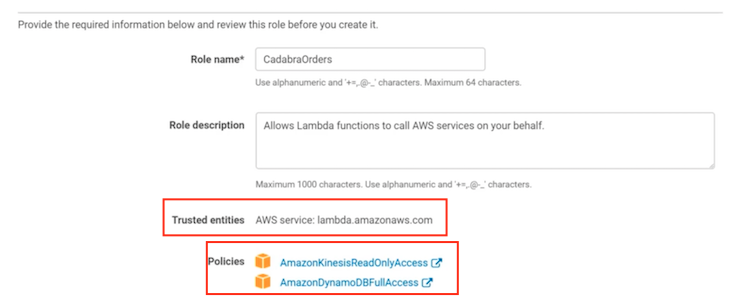 Provide the required information below and review this role before you create it.
Role name* CadabraOrders
Use alphanumeric and '+=,.@-_' characters. Maximum 64 characters.
Role description Allows Lambda functions to call AWS services on your behalf.
Maximum 1000 characters. Use alphanumeric and '+=,.@-_' characters.
Trusted entities AWS service: lambda.amazonaws.com
Policies AmazonKinesisReadOnlyAccess
AmazonDynamoDBFullAccess